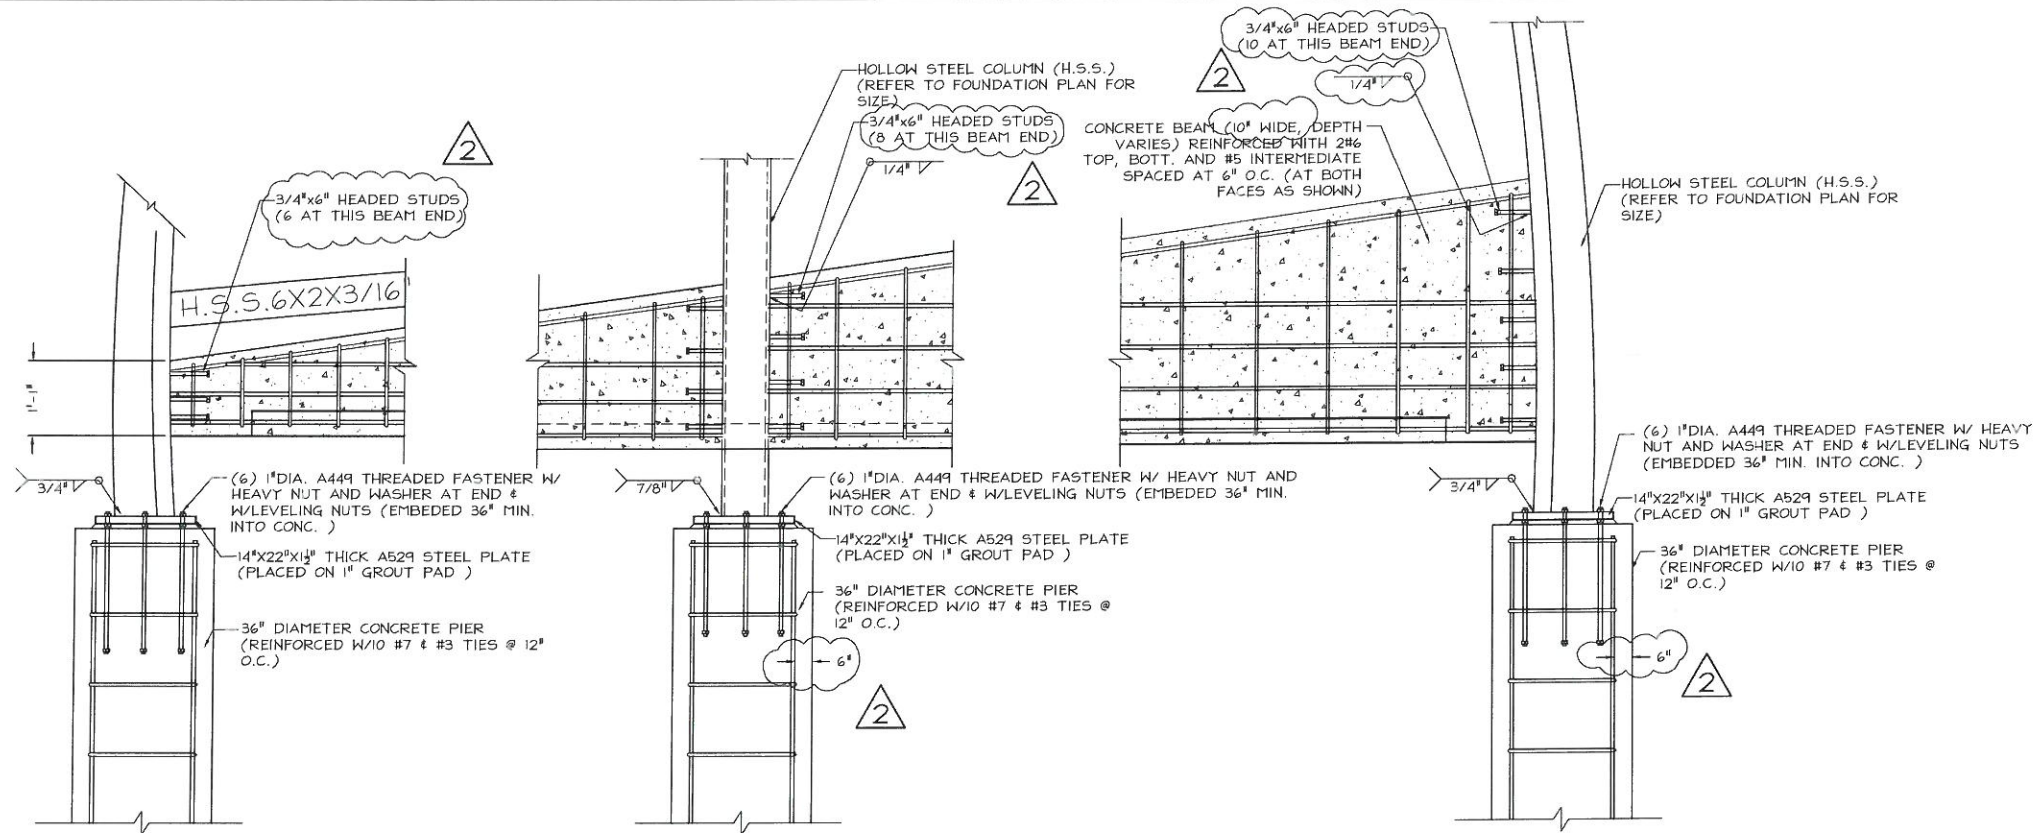 3/4"x6" HEADED STUDS
(6 AT THIS BEAM END)
2
H.S.S.6X2X3/16
1'-1"
3/4"
(6) 1"DIA. A449 THREADED FASTENER W/
HEAVY NUT AND WASHER AT END &
W/LEVELING NUTS (EMBEDED 36" MIN.
INTO CONC. )
14"X22"X1½" THICK A529 STEEL PLATE
(PLACED ON 1" GROUT PAD )
36" DIAMETER CONCRETE PIER
(REINFORCED W/10 #7 & #3 TIES @ 12"
O.C.)
HOLLOW STEEL COLUMN (H.S.S.)
(REFER TO FOUNDATION PLAN FOR
SIZE)
3/4"x6" HEADED STUDS
(8 AT THIS BEAM END)
1/4"
2
7/8"
(6) 1"DIA. A449 THREADED FASTENER W/ HEAVY NUT AND
WASHER AT END & W/LEVELING NUTS (EMBEDED 36" MIN.
INTO CONC. )
14"X22"X1½" THICK A529 STEEL PLATE
(PLACED ON 1" GROUT PAD )
36" DIAMETER CONCRETE PIER
(REINFORCED W/10 #7 & #3 TIES @
12" O.C.)
6"
2
3/4"x6" HEADED STUDS
(10 AT THIS BEAM END)
2
1/4"
CONCRETE BEAM (10" WIDE, DEPTH
VARIES) REINFORCED WITH 2#6
TOP, BOTT. AND #5 INTERMEDIATE
SPACED AT 6" O.C. (AT BOTH
FACES AS SHOWN)
HOLLOW STEEL COLUMN (H.S.S.)
(REFER TO FOUNDATION PLAN FOR
SIZE)
3/4"
(6) 1"DIA. A449 THREADED FASTENER W/ HEAVY
NUT AND WASHER AT END & W/LEVELING NUTS
(EMBEDDED 36" MIN. INTO CONC. )
14"X22"X1½" THICK A529 STEEL PLATE
(PLACED ON 1" GROUT PAD )
36" DIAMETER CONCRETE PIER
(REINFORCED W/10 #7 & #3 TIES @
12" O.C.)
6"
2